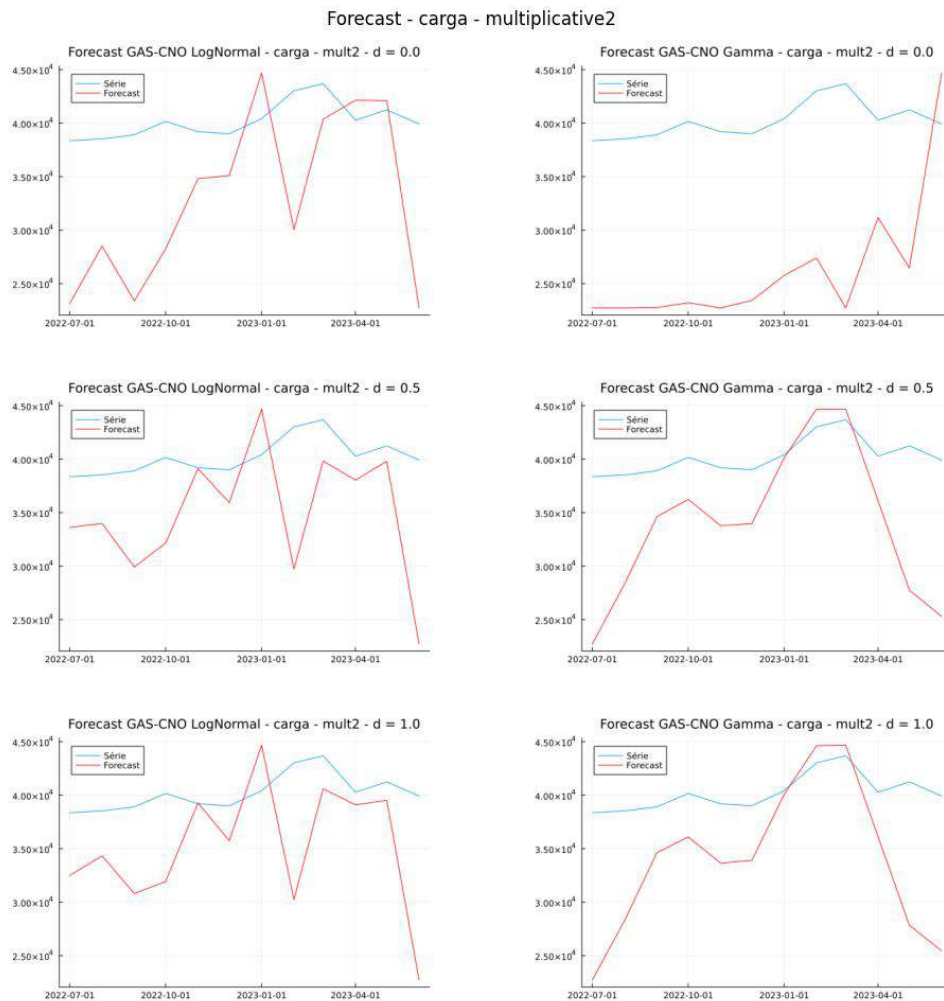 Forecast - carga - multiplicative2
Forecast GAS-CNO LogNormal - carga - mult2 - d = 0.0
4.50×10⁴
Série
Forecast
4.00×10⁴
3.50×10⁴
3.00×10⁴
2.50×10⁴
2022-07-01
2022-10-01
2023-01-01
2023-04-01
Forecast GAS-CNO Gamma - carga - mult2 - d = 0.0
4.50×10⁴
Série
Forecast
4.00×10⁴
3.50×10⁴
3.00×10⁴
2.50×10⁴
2022-07-01
2022-10-01
2023-01-01
2023-04-01
Forecast GAS-CNO LogNormal - carga - mult2 - d = 0.5
4.50×10⁴
Série
Forecast
4.00×10⁴
3.50×10⁴
3.00×10⁴
2.50×10⁴
2022-07-01
2022-10-01
2023-01-01
2023-04-01
Forecast GAS-CNO Gamma - carga - mult2 - d = 0.5
4.50×10⁴
Série
Forecast
4.00×10⁴
3.50×10⁴
3.00×10⁴
2.50×10⁴
2022-07-01
2022-10-01
2023-01-01
2023-04-01
Forecast GAS-CNO LogNormal - carga - mult2 - d = 1.0
4.50×10⁴
Série
Forecast
4.00×10⁴
3.50×10⁴
3.00×10⁴
2.50×10⁴
2022-07-01
2022-10-01
2023-01-01
2023-04-01
Forecast GAS-CNO Gamma - carga - mult2 - d = 1.0
4.50×10⁴
Série
Forecast
4.00×10⁴
3.50×10⁴
3.00×10⁴
2.50×10⁴
2022-07-01
2022-10-01
2023-01-01
2023-04-01